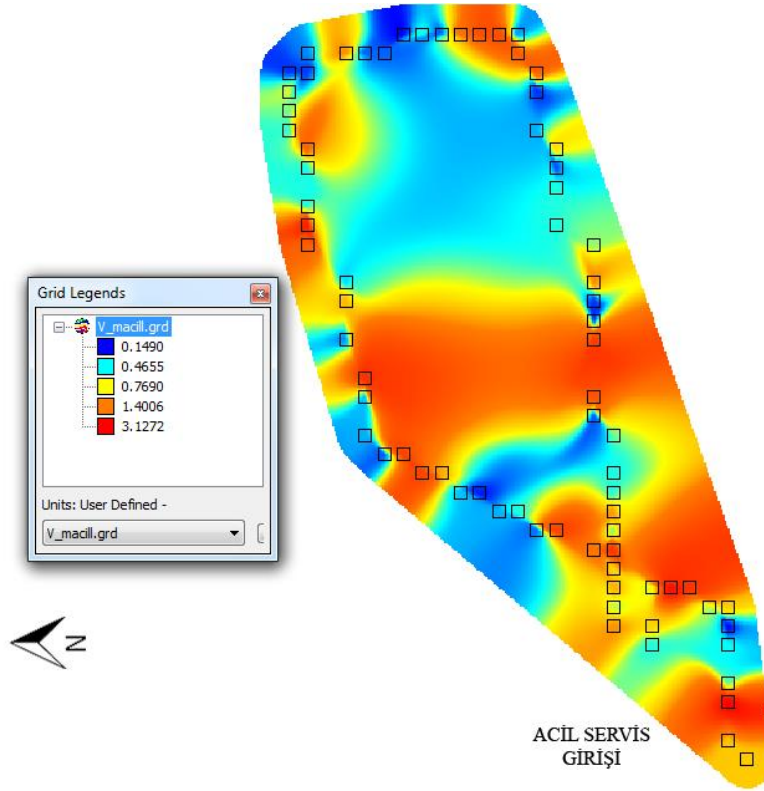 Grid Legends
V_macill.grd
0.1490
0.4655
0.7690
1.4006
3.1272
Units: User Defined -
V_macill.grd
N
ACİL SERVİS
GİRİŞİ